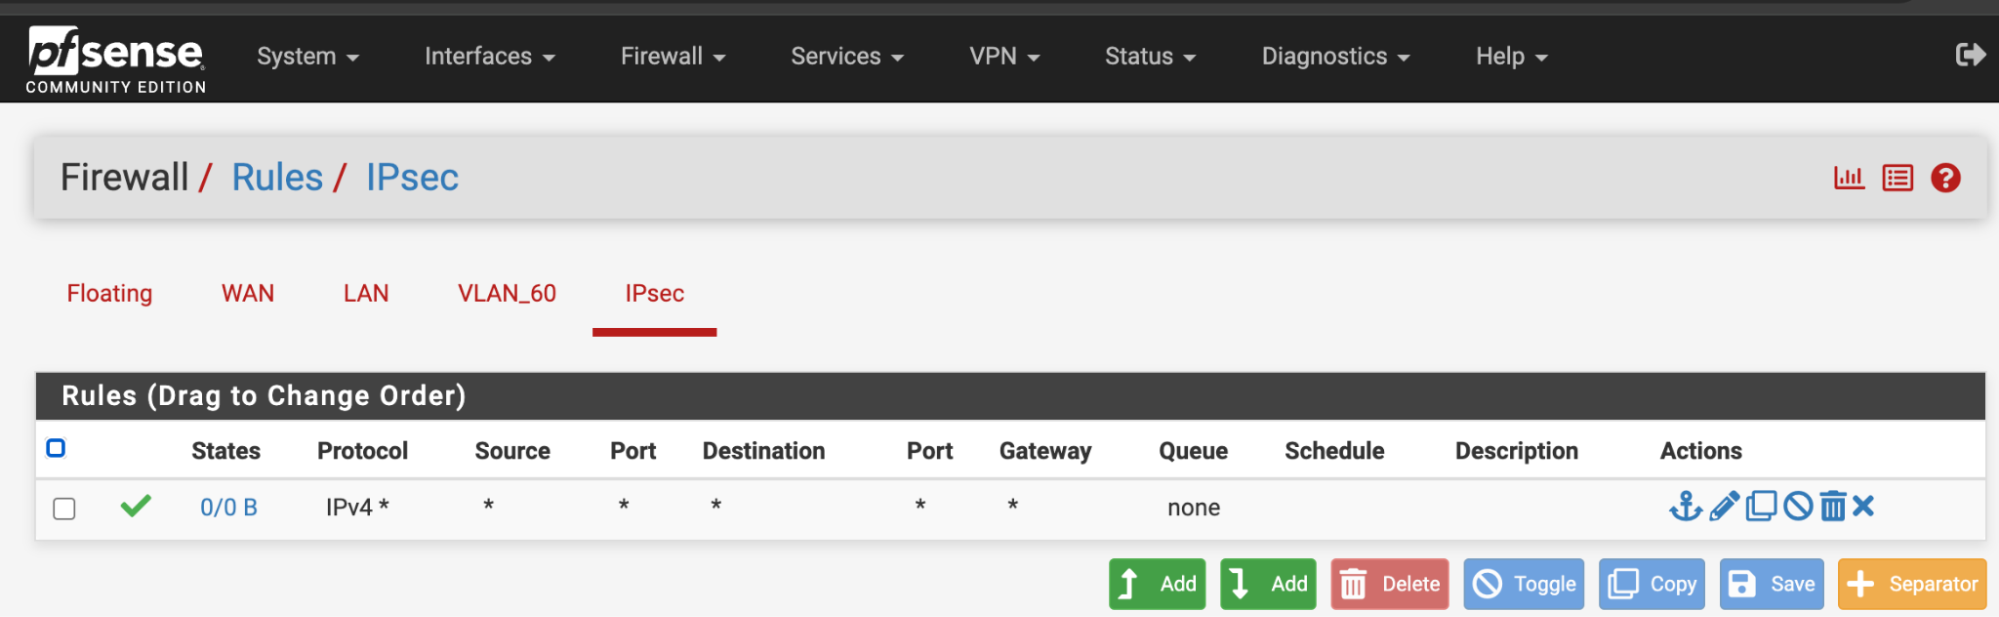 pfsense
COMMUNITY EDITION
System Interfaces Firewall Services VPN Status Diagnostics Help
Firewall / Rules / IPsec
Floating WAN LAN VLAN_60 IPsec
Rules (Drag to Change Order)
States Protocol Source Port Destination Port Gateway Queue Schedule Description Actions
0/0 B IPv4 * * * * * * none
Add Add Delete Toggle Copy Save Separator